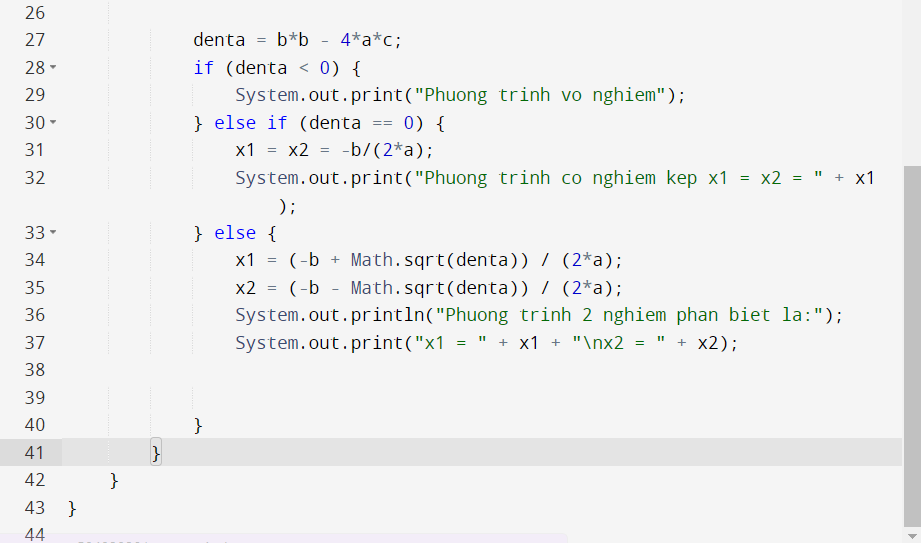 26
27 denta = b*b - 4*a*c;
28 if (denta < 0) {
29 System.out.print("Phuong trinh vo nghiem");
30 } else if (denta == 0) {
31 x1 = x2 = -b/(2*a);
32 System.out.print("Phuong trinh co nghiem kep x1 = x2 = " + x1
);
33 } else {
34 x1 = (-b + Math.sqrt(denta)) / (2*a);
35 x2 = (-b - Math.sqrt(denta)) / (2*a);
36 System.out.println("Phuong trinh 2 nghiem phan biet la:");
37 System.out.print("x1 = " + x1 + "\nx2 = " + x2);
38
39
40 }
41 }
42 }
43 }
44